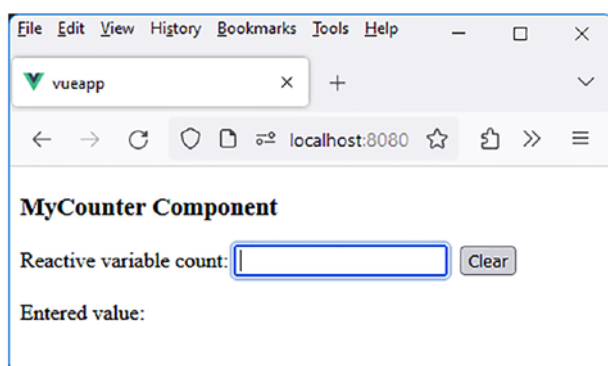 File Edit View History Bookmarks Tools Help
vueapp
localhost:8080
MyCounter Component
Reactive variable count: Clear
Entered value: